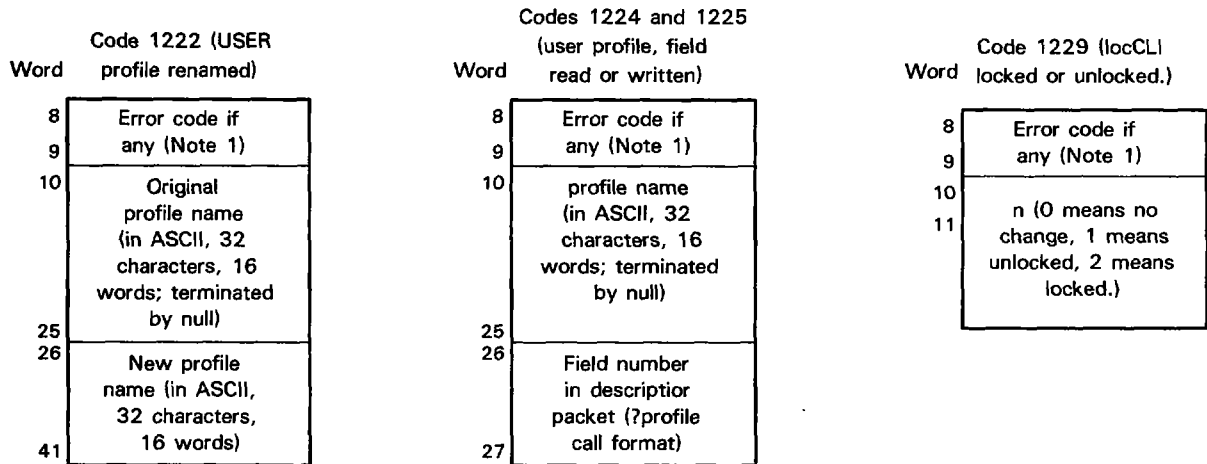 Code 1222 (USER
Word profile renamed)
8 Error code if
9 any (Note 1)
10 Original
profile name
(in ASCII, 32
characters, 16
words; terminated
by null)
25
26 New profile
name (in ASCII,
32 characters,
16 words)
41
Codes 1224 and 1225
(user profile, field
Word read or written)
8 Error code if
9 any (Note 1)
10 profile name
(in ASCII, 32
characters, 16
words; terminated
by null)
25
26 Field number
in descriptior
packet (?profile
27 call format)
Code 1229 (locCLI
Word locked or unlocked.)
8 Error code if
9 any (Note 1)
10
11 n (0 means no
change, 1 means
unlocked, 2 means
locked.)